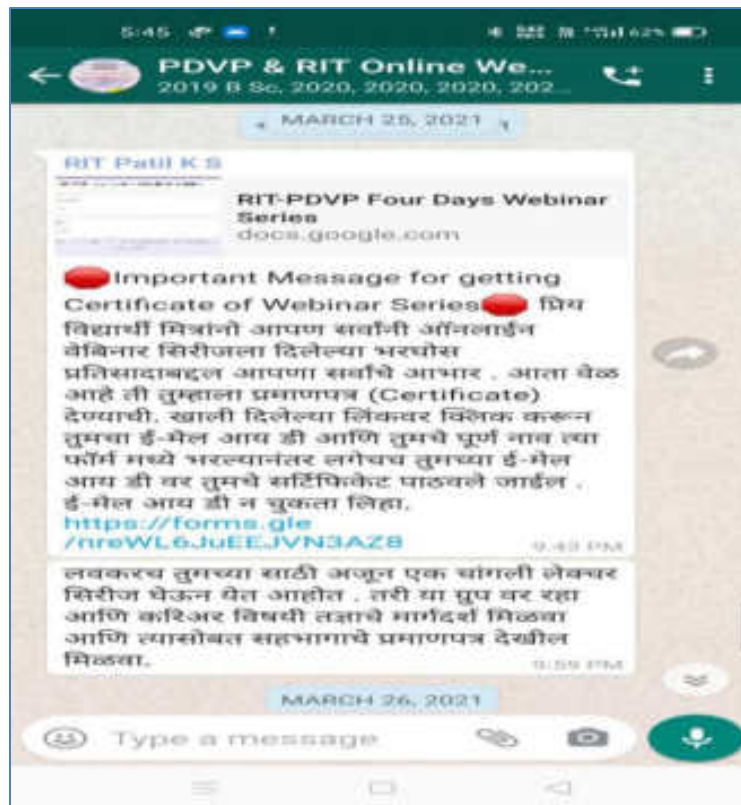 5:45
62%
PDVP & RIT Online We...
2019 B Sc, 2020, 2020, 2020, 202...
MARCH 25, 2021
RIT Patil K S
RIT-PDVP Four Days Webinar
Series
docs.google.com
🛑Important Message for getting
Certificate of Webinar Series🛑 प्रिय
विद्यार्थी मित्रांनो आपण सर्वांनी ऑनलाईन
वेबिनार सिरीजला दिलेल्या भरघोस
प्रतिसादाबद्दल आपणा सर्वांचे आभार . आता वेळ
आहे ती तुम्हाला प्रमाणपत्र (Certificate)
देण्याची. खाली दिलेल्या लिंकवर क्लिक करून
तुमचा ई-मेल आय डी आणि तुमचे पूर्ण नाव त्या
फॉर्म मध्ये भरल्यानंतर लगेचच तुमच्या ई-मेल
आय डी वर तुमचे सर्टिफिकेट पाठवले जाईल .
ई-मेल आय डी न चुकता लिहा.
https://forms.gle
/nreWL6JuEEJVN3AZ8
9:43 PM
लवकरच तुमच्या साठी अजून एक चांगली लेक्चर
सिरीज घेऊन येत आहोत . तरी या ग्रुप वर रहा
आणि करिअर विषयी तज्ञाचे मार्गदर्श मिळवा
आणि त्यासोबत सहभागाचे प्रमाणपत्र देखील
मिळवा.
9:59 PM
MARCH 26, 2021
Type a message